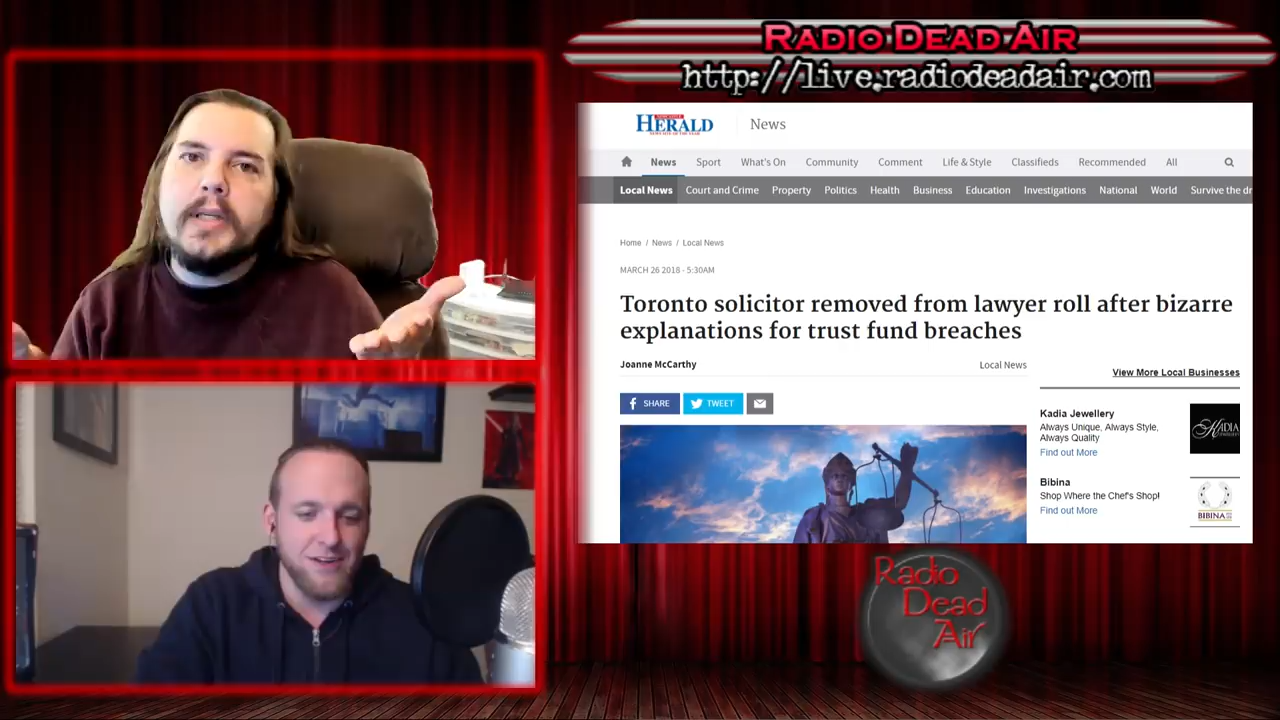 RADIO DEAD AIR
http://live.radiodeadair.com
HERALD
News
News Sport What's On Community Comment Life & Style Classifieds Recommended All
Local News Court and Crime Property Politics Health Business Education Investigations National World Survive the dr
Home / News / Local News
MARCH 26 2018 - 5:30AM
Toronto solicitor removed from lawyer roll after bizarre
explanations for trust fund breaches
Joanne McCarthy
Local News
SHARE
TWEET
View More Local Businesses
Kadia Jewellery
Always Unique, Always Style,
Always Quality
Find out More
KADIA
Bibina
Shop Where the Chef's Shop!
Find out More
BIBINA
Radio
Dead
Air